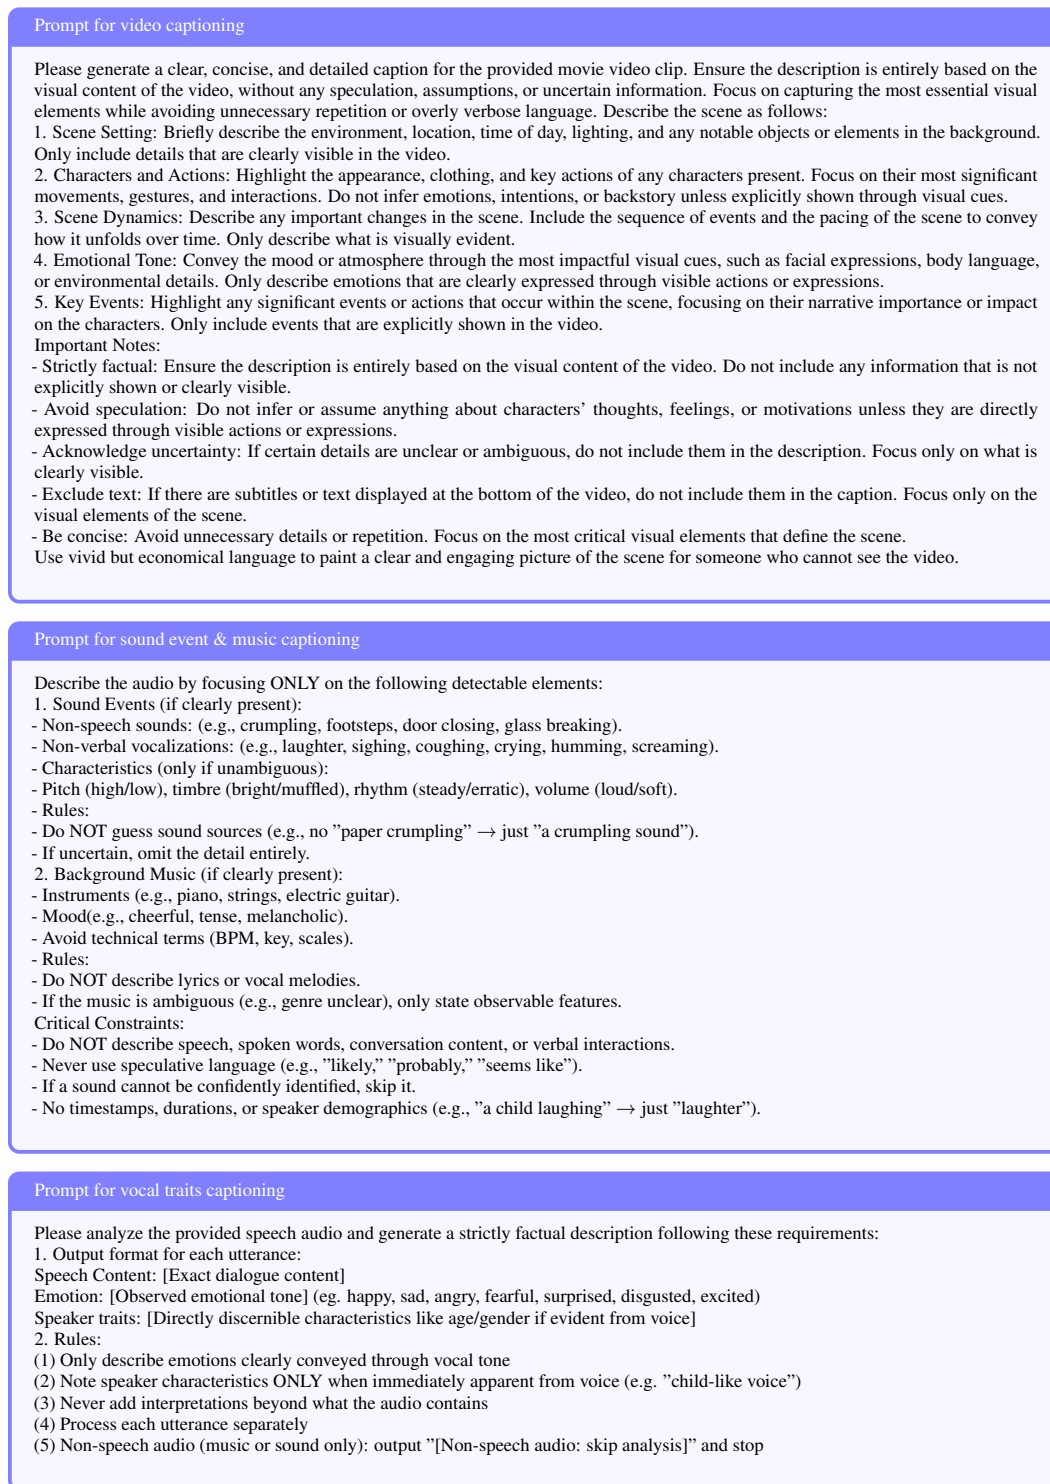 Prompt for video captioning
Please generate a clear, concise, and detailed caption for the provided movie video clip. Ensure the description is entirely based on the
visual content of the video, without any speculation, assumptions, or uncertain information. Focus on capturing the most essential visual
elements while avoiding unnecessary repetition or overly verbose language. Describe the scene as follows:
1. Scene Setting: Briefly describe the environment, location, time of day, lighting, and any notable objects or elements in the background.
Only include details that are clearly visible in the video.
2. Characters and Actions: Highlight the appearance, clothing, and key actions of any characters present. Focus on their most significant
movements, gestures, and interactions. Do not infer emotions, intentions, or backstory unless explicitly shown through visual cues.
3. Scene Dynamics: Describe any important changes in the scene. Include the sequence of events and the pacing of the scene to convey
how it unfolds over time. Only describe what is visually evident.
4. Emotional Tone: Convey the mood or atmosphere through the most impactful visual cues, such as facial expressions, body language,
or environmental details. Only describe emotions that are clearly expressed through visible actions or expressions.
5. Key Events: Highlight any significant events or actions that occur within the scene, focusing on their narrative importance or impact
on the characters. Only include events that are explicitly shown in the video.
Important Notes:
- Strictly factual: Ensure the description is entirely based on the visual content of the video. Do not include any information that is not
explicitly shown or clearly visible.
- Avoid speculation: Do not infer or assume anything about characters’ thoughts, feelings, or motivations unless they are directly
expressed through visible actions or expressions.
- Acknowledge uncertainty: If certain details are unclear or ambiguous, do not include them in the description. Focus only on what is
clearly visible.
- Exclude text: If there are subtitles or text displayed at the bottom of the video, do not include them in the caption. Focus only on the
visual elements of the scene.
- Be concise: Avoid unnecessary details or repetition. Focus on the most critical visual elements that define the scene.
Use vivid but economical language to paint a clear and engaging picture of the scene for someone who cannot see the video.
Prompt for sound event & music captioning
Describe the audio by focusing ONLY on the following detectable elements:
1. Sound Events (if clearly present):
- Non-speech sounds: (e.g., crumpling, footsteps, door closing, glass breaking).
- Non-verbal vocalizations: (e.g., laughter, sighing, coughing, crying, humming, screaming).
- Characteristics (only if unambiguous):
- Pitch (high/low), timbre (bright/muffled), rhythm (steady/erratic), volume (loud/soft).
- Rules:
- Do NOT guess sound sources (e.g., no ”paper crumpling” → just ”a crumpling sound”).
- If uncertain, omit the detail entirely.
2. Background Music (if clearly present):
- Instruments (e.g., piano, strings, electric guitar).
- Mood(e.g., cheerful, tense, melancholic).
- Avoid technical terms (BPM, key, scales).
- Rules:
- Do NOT describe lyrics or vocal melodies.
- If the music is ambiguous (e.g., genre unclear), only state observable features.
Critical Constraints:
- Do NOT describe speech, spoken words, conversation content, or verbal interactions.
- Never use speculative language (e.g., ”likely,” ”probably,” ”seems like”).
- If a sound cannot be confidently identified, skip it.
- No timestamps, durations, or speaker demographics (e.g., ”a child laughing” → just ”laughter”).
Prompt for vocal traits captioning
Please analyze the provided speech audio and generate a strictly factual description following these requirements:
1. Output format for each utterance:
Speech Content: [Exact dialogue content]
Emotion: [Observed emotional tone] (eg. happy, sad, angry, fearful, surprised, disgusted, excited)
Speaker traits: [Directly discernible characteristics like age/gender if evident from voice]
2. Rules:
(1) Only describe emotions clearly conveyed through vocal tone
(2) Note speaker characteristics ONLY when immediately apparent from voice (e.g. ”child-like voice”)
(3) Never add interpretations beyond what the audio contains
(4) Process each utterance separately
(5) Non-speech audio (music or sound only): output ”[Non-speech audio: skip analysis]” and stop